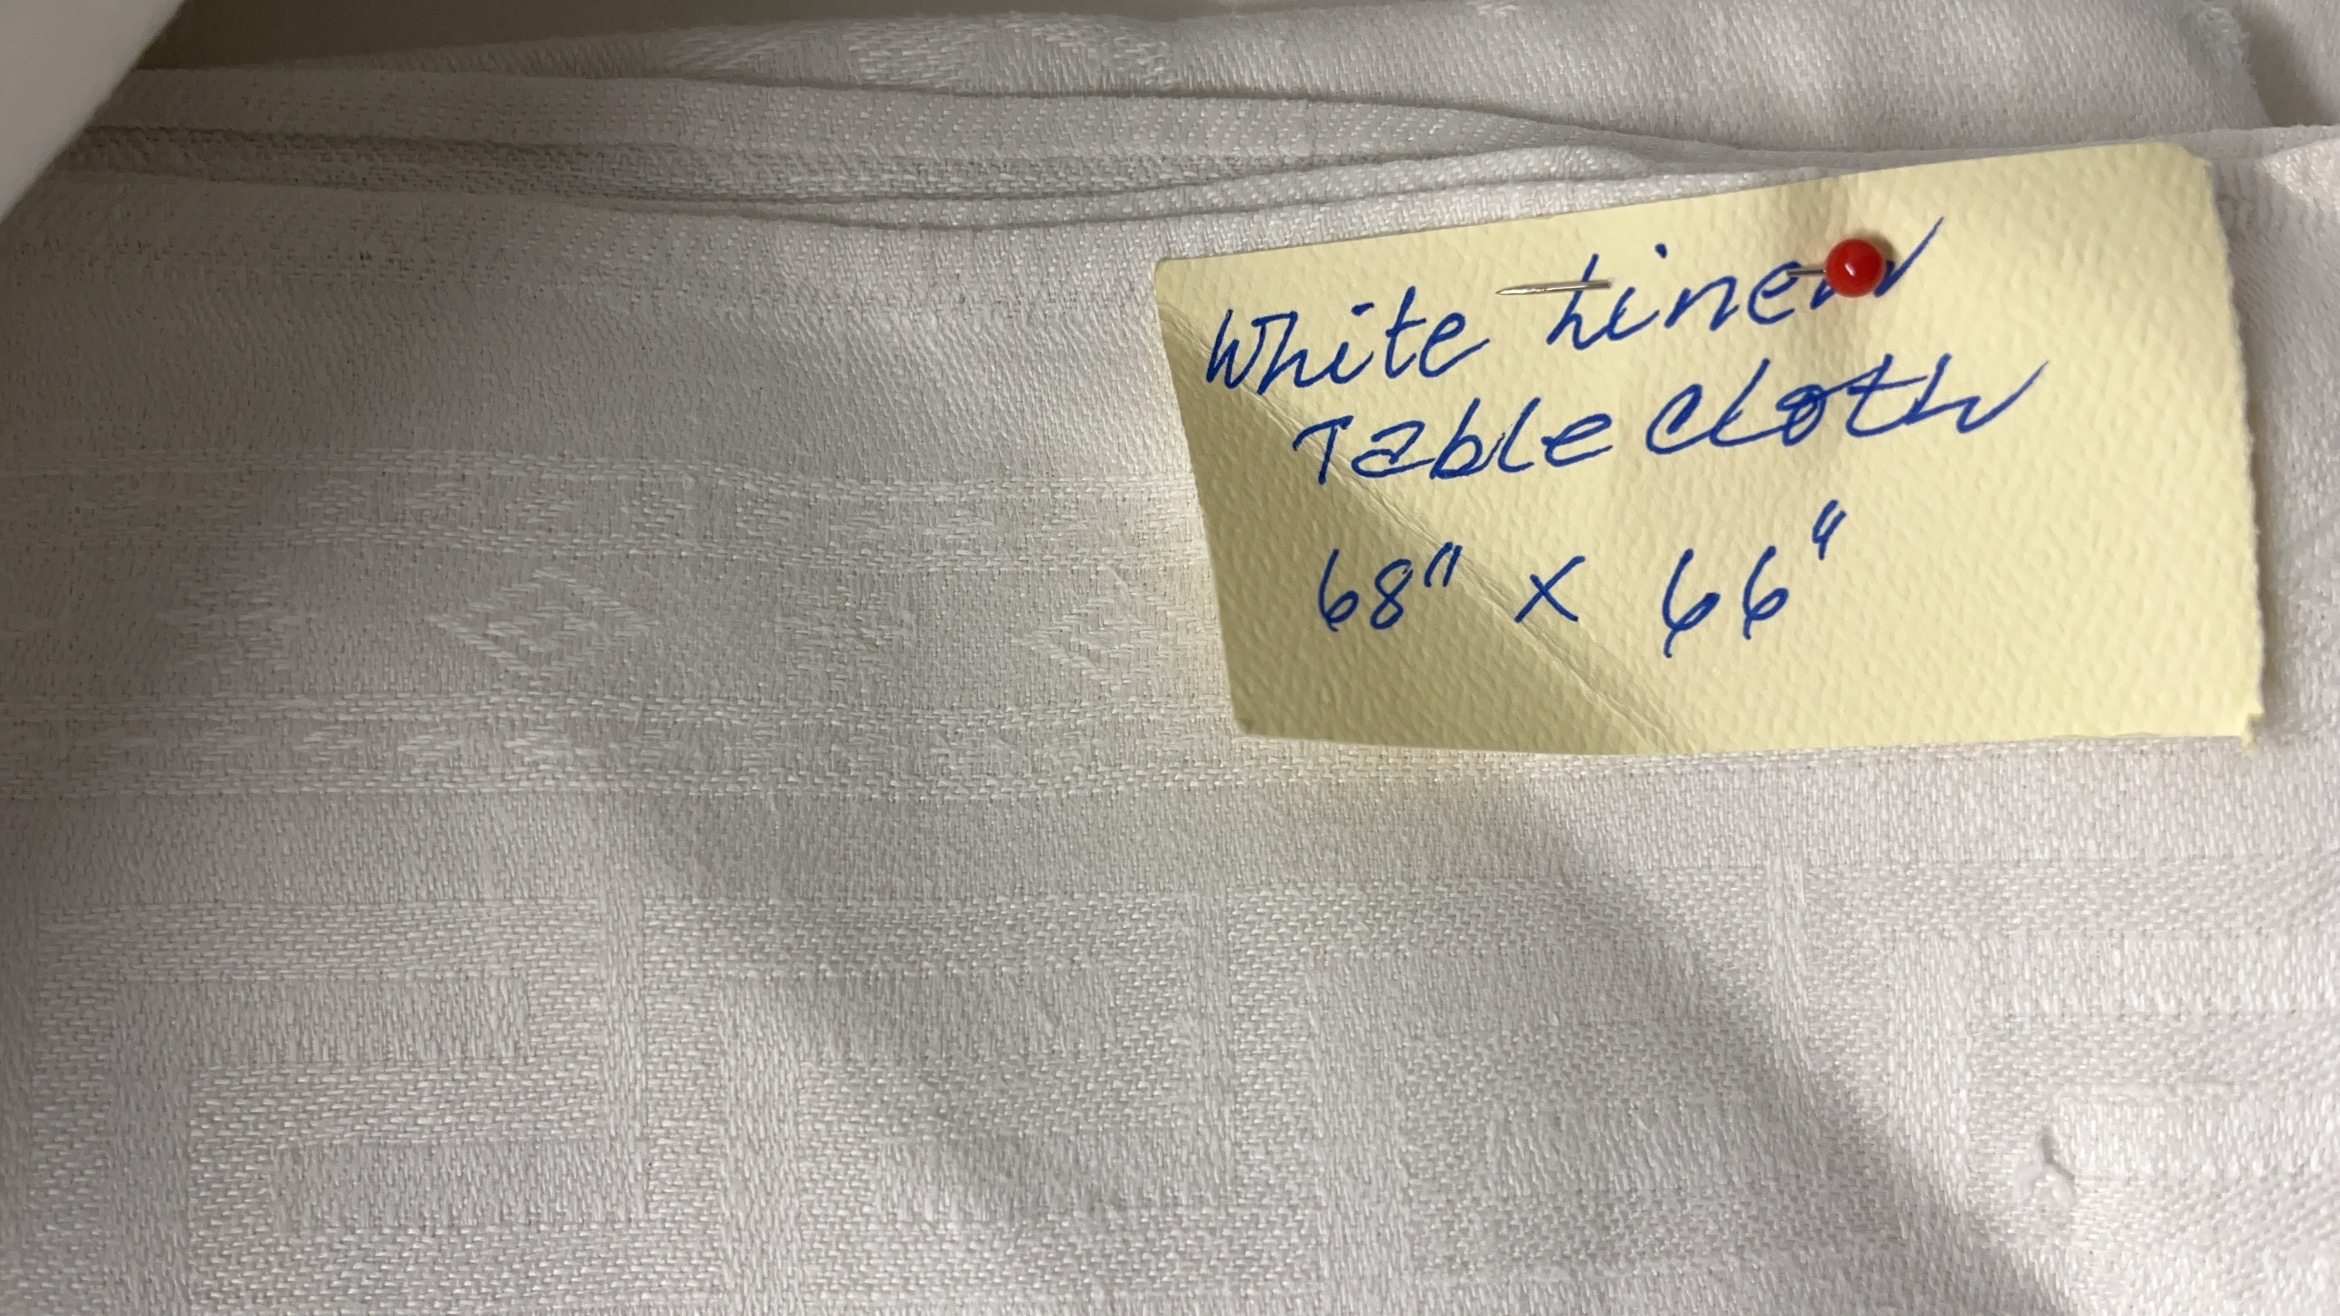 White Linen
Table Cloth
68" x 66"